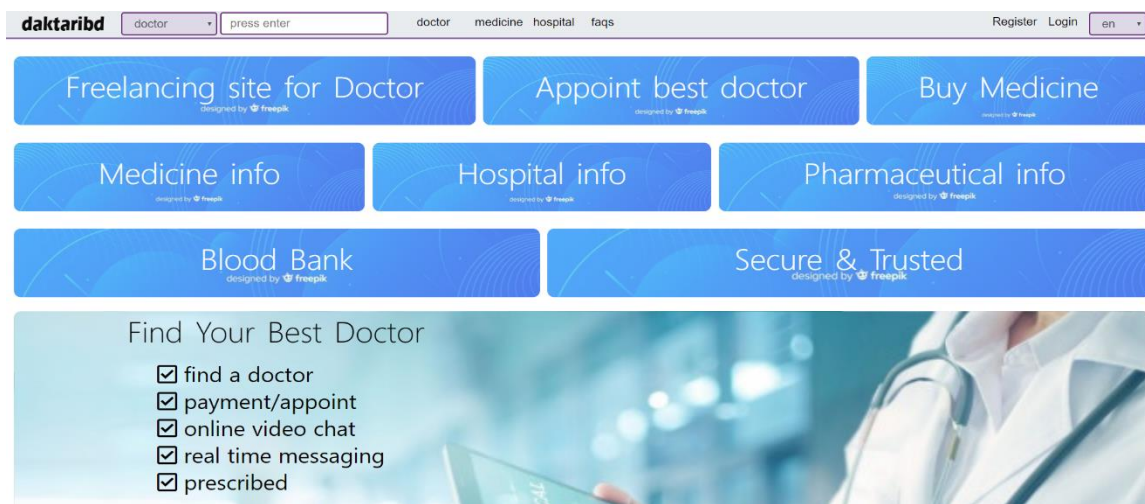 daktaribd doctor press enter doctor medicine hospital faqs Register Login en
Freelancing site for Doctor Appoint best doctor Buy Medicine
designed by freepik designed by freepik designed by freepik
Medicine info Hospital info Pharmaceutical info
designed by freepik designed by freepik designed by freepik
Blood Bank Secure & Trusted
designed by freepik designed by freepik
Find Your Best Doctor
find a doctor
payment/appoint
online video chat
real time messaging
prescribed